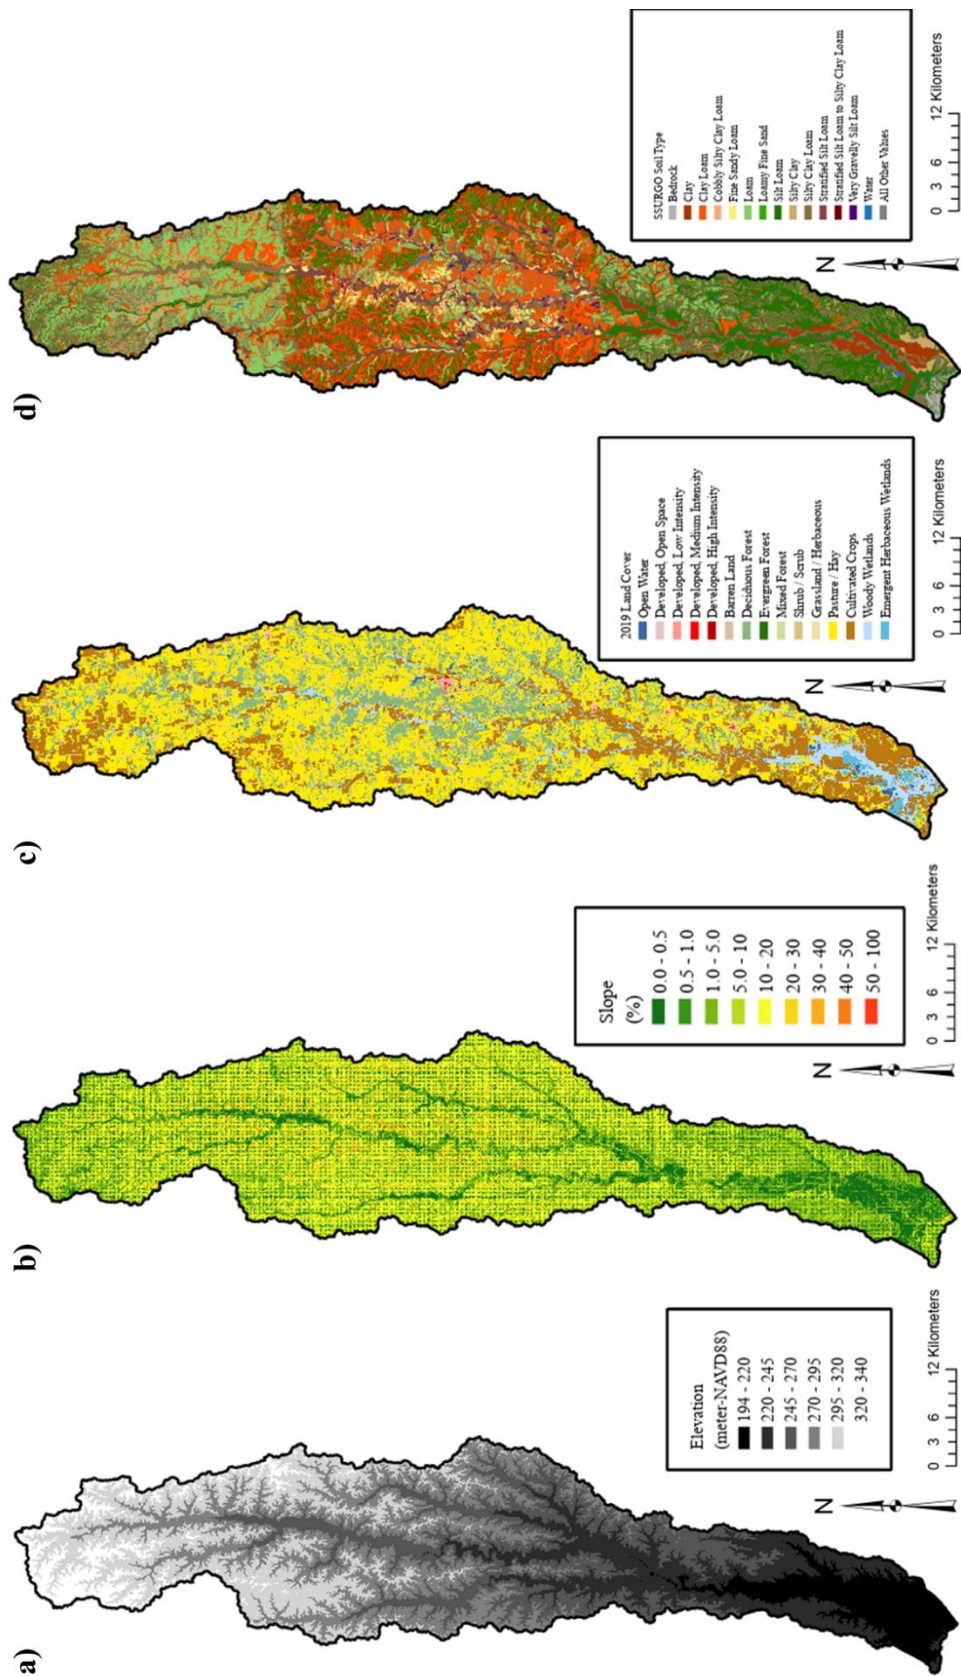 a)
Elevation
(meter-NAVD88)
194 - 220
220 - 245
245 - 270
270 - 295
295 - 320
320 - 340
N
0 3 6 12 Kilometers
b)
Slope
(%)
0.0 - 0.5
0.5 - 1.0
1.0 - 5.0
5.0 - 10
10 - 20
20 - 30
30 - 40
40 - 50
50 - 100
N
0 3 6 12 Kilometers
c)
2019 Land Cover
Open Water
Developed, Open Space
Developed, Low Intensity
Developed, Medium Intensity
Developed, High Intensity
Barren Land
Deciduous Forest
Evergreen Forest
Mixed Forest
Shrub / Scrub
Grassland / Herbaceous
Pasture / Hay
Cultivated Crops
Woody Wetlands
Emergent Herbaceous Wetlands
N
0 3 6 12 Kilometers
d)
SSURGO Soil Type
Bedrock
Clay
Clay Loam
Cobbly Silty Clay Loam
Fine Sandy Loam
Loam
Loamy Fine Sand
Silt Loam
Silty Clay
Silty Clay Loam
Stratified Silt Loam
Stratified Silt Loam to Silty Clay Loam
Very Gravelly Silt Loam
Water
All Other Values
N
0 3 6 12 Kilometers